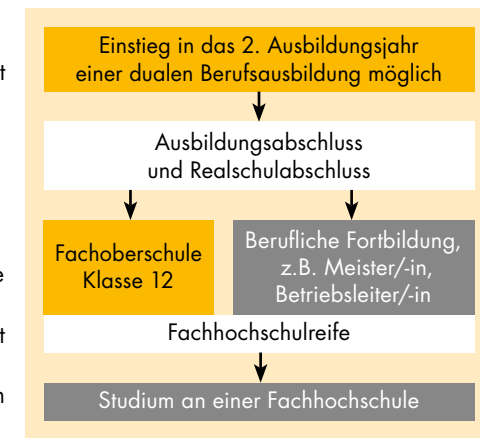 Einstieg in das 2. Ausbildungsjahr
einer dualen Berufsausbildung möglich
t
Ausbildungsabschluss
und Realschulabschluss
Fachoberschule
Klasse 12
Berufliche Fortbildung,
z.B. Meister/-in,
Betriebsleiter/-in
e
Fachhochschulreife
t
Studium an einer Fachhochschule
n